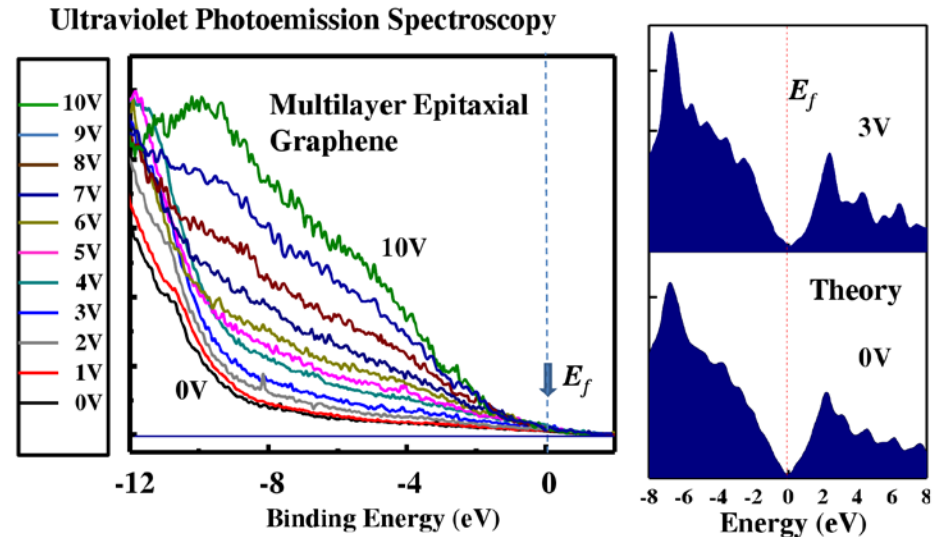 Ultraviolet Photoemission Spectroscopy
10V
9V
8V
7V
6V
5V
4V
3V
2V
1V
0V
Multilayer Epitaxial
Graphene
10V
0V
E_f
-12
-8
-4
0
Binding Energy (eV)
E_f
3V
Theory
0V
-8
-6
-4
-2
0
2
4
6
8
Energy (eV)